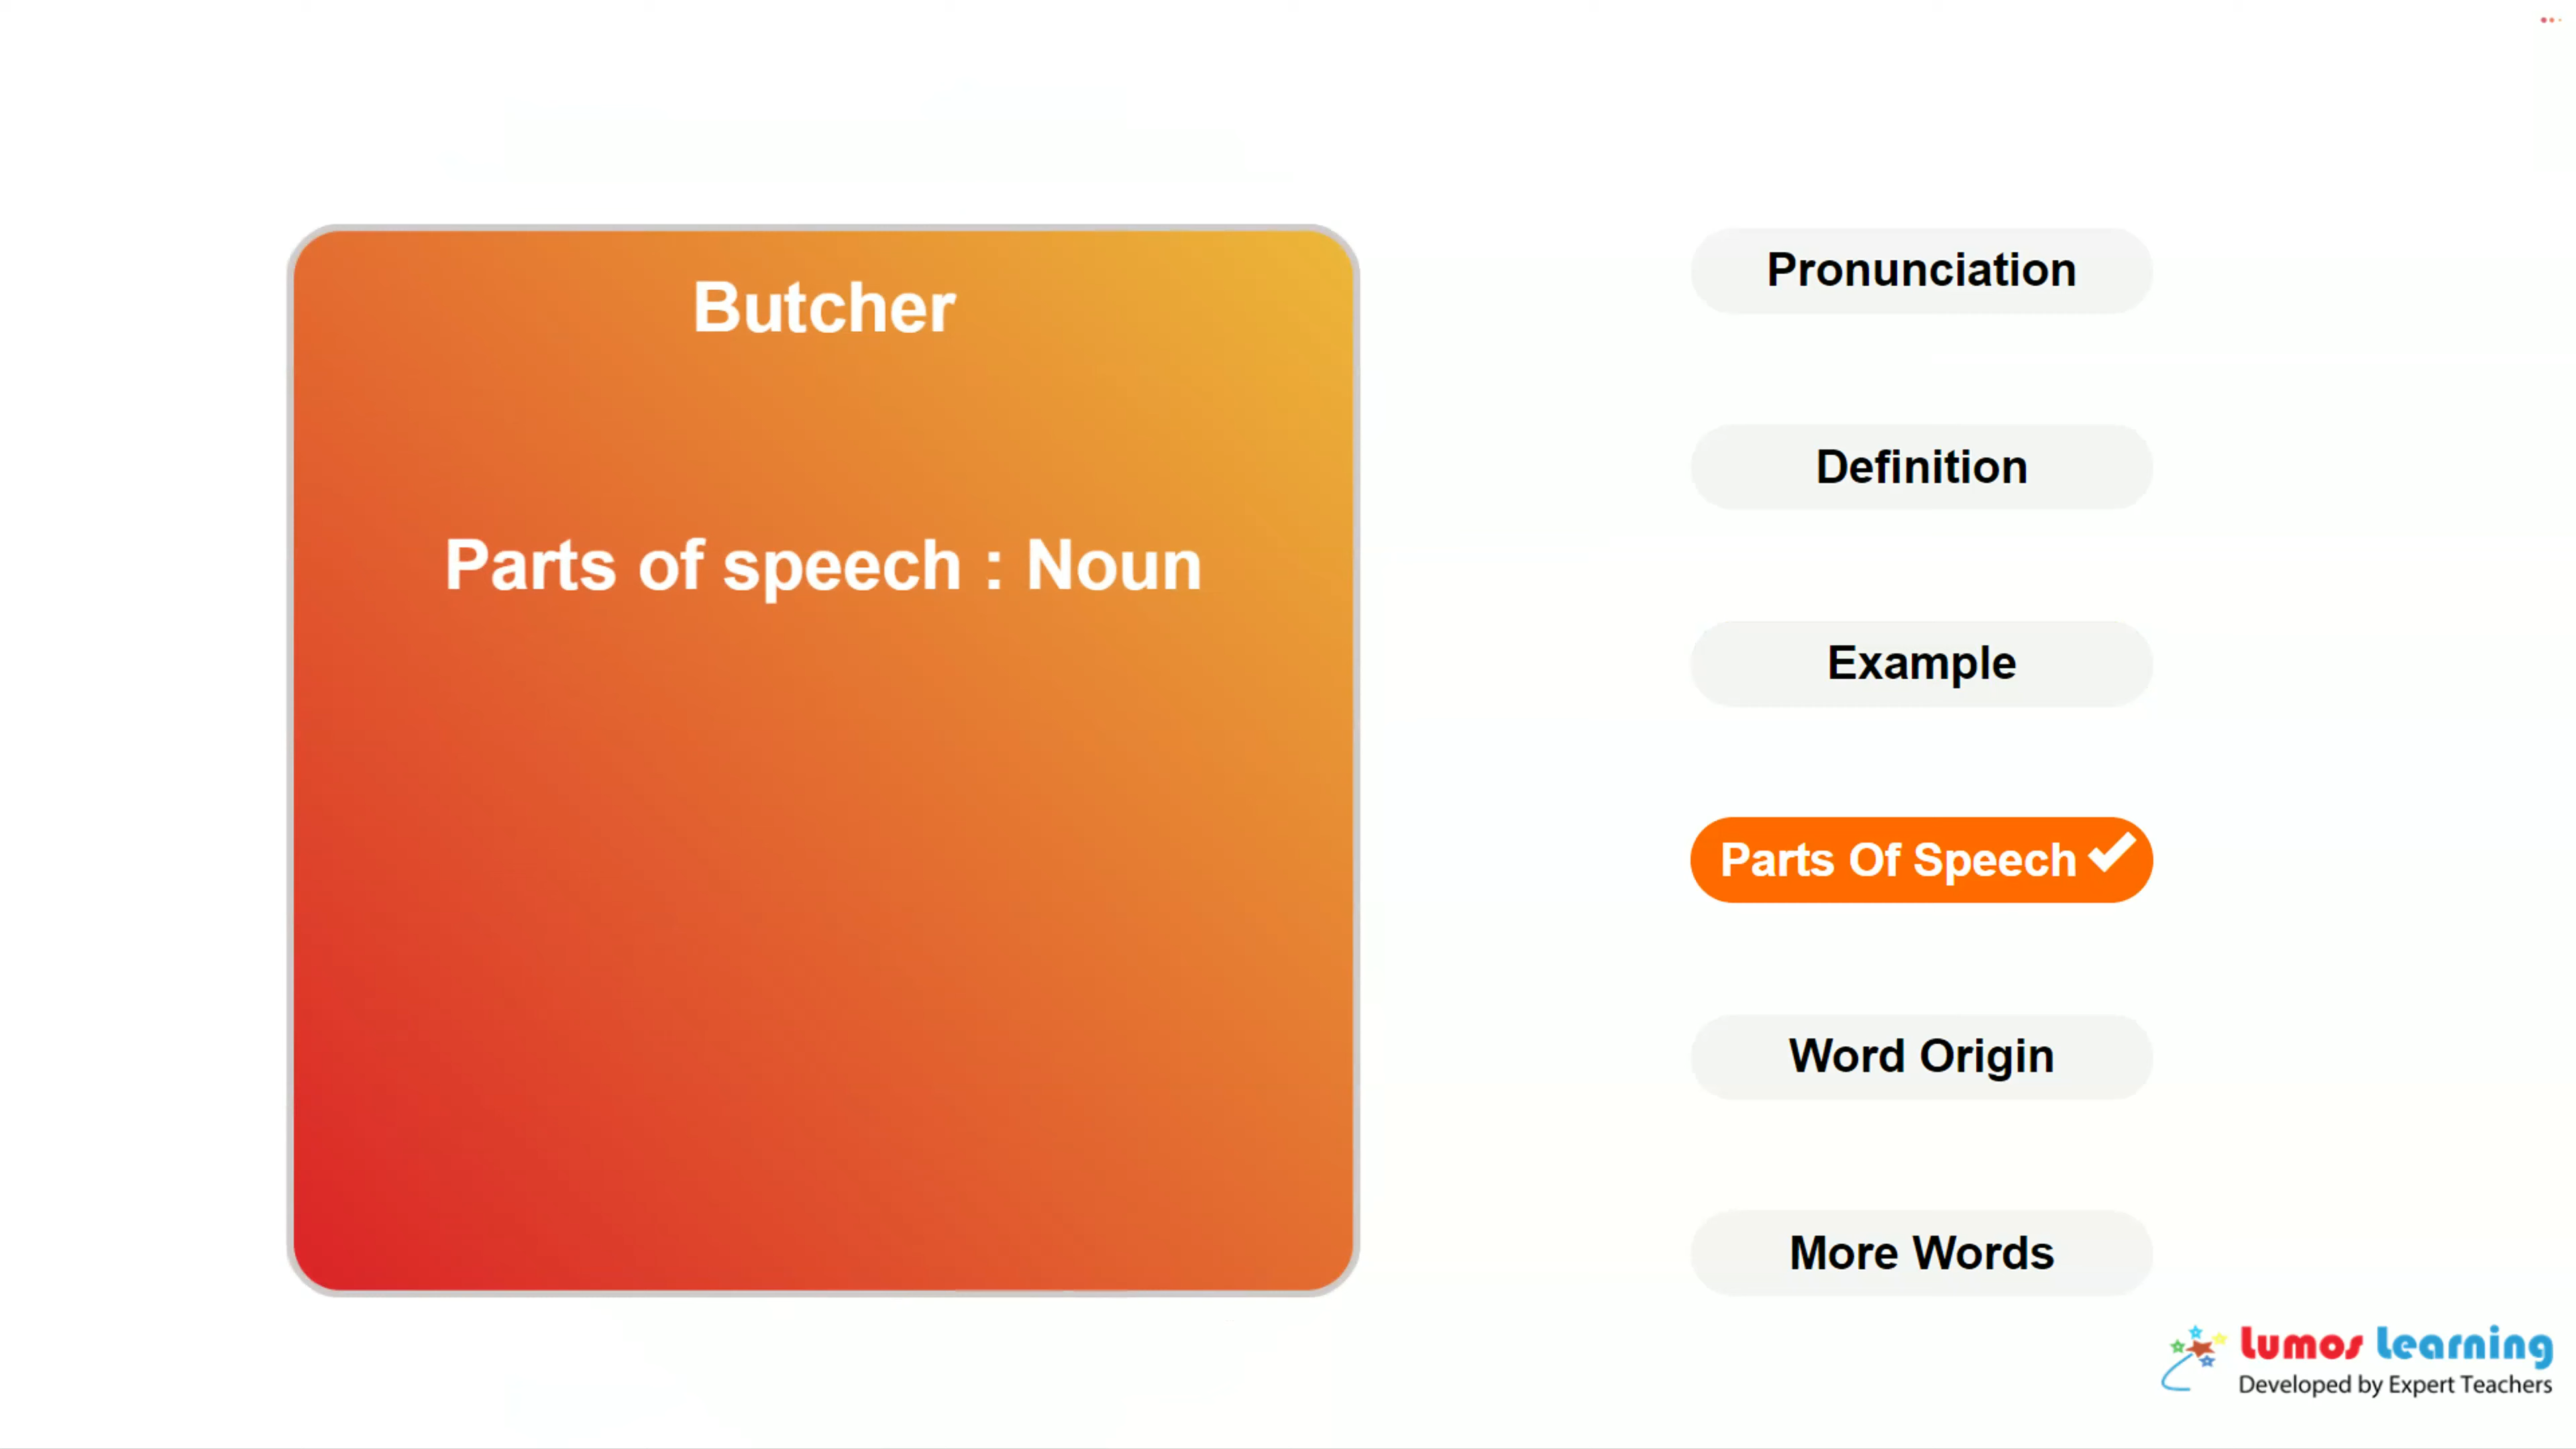 Butcher
Parts of speech : Noun
Pronunciation
Definition
Example
Parts Of Speech
Word Origin
More Words
Lumos Learning
Developed by Expert Teachers